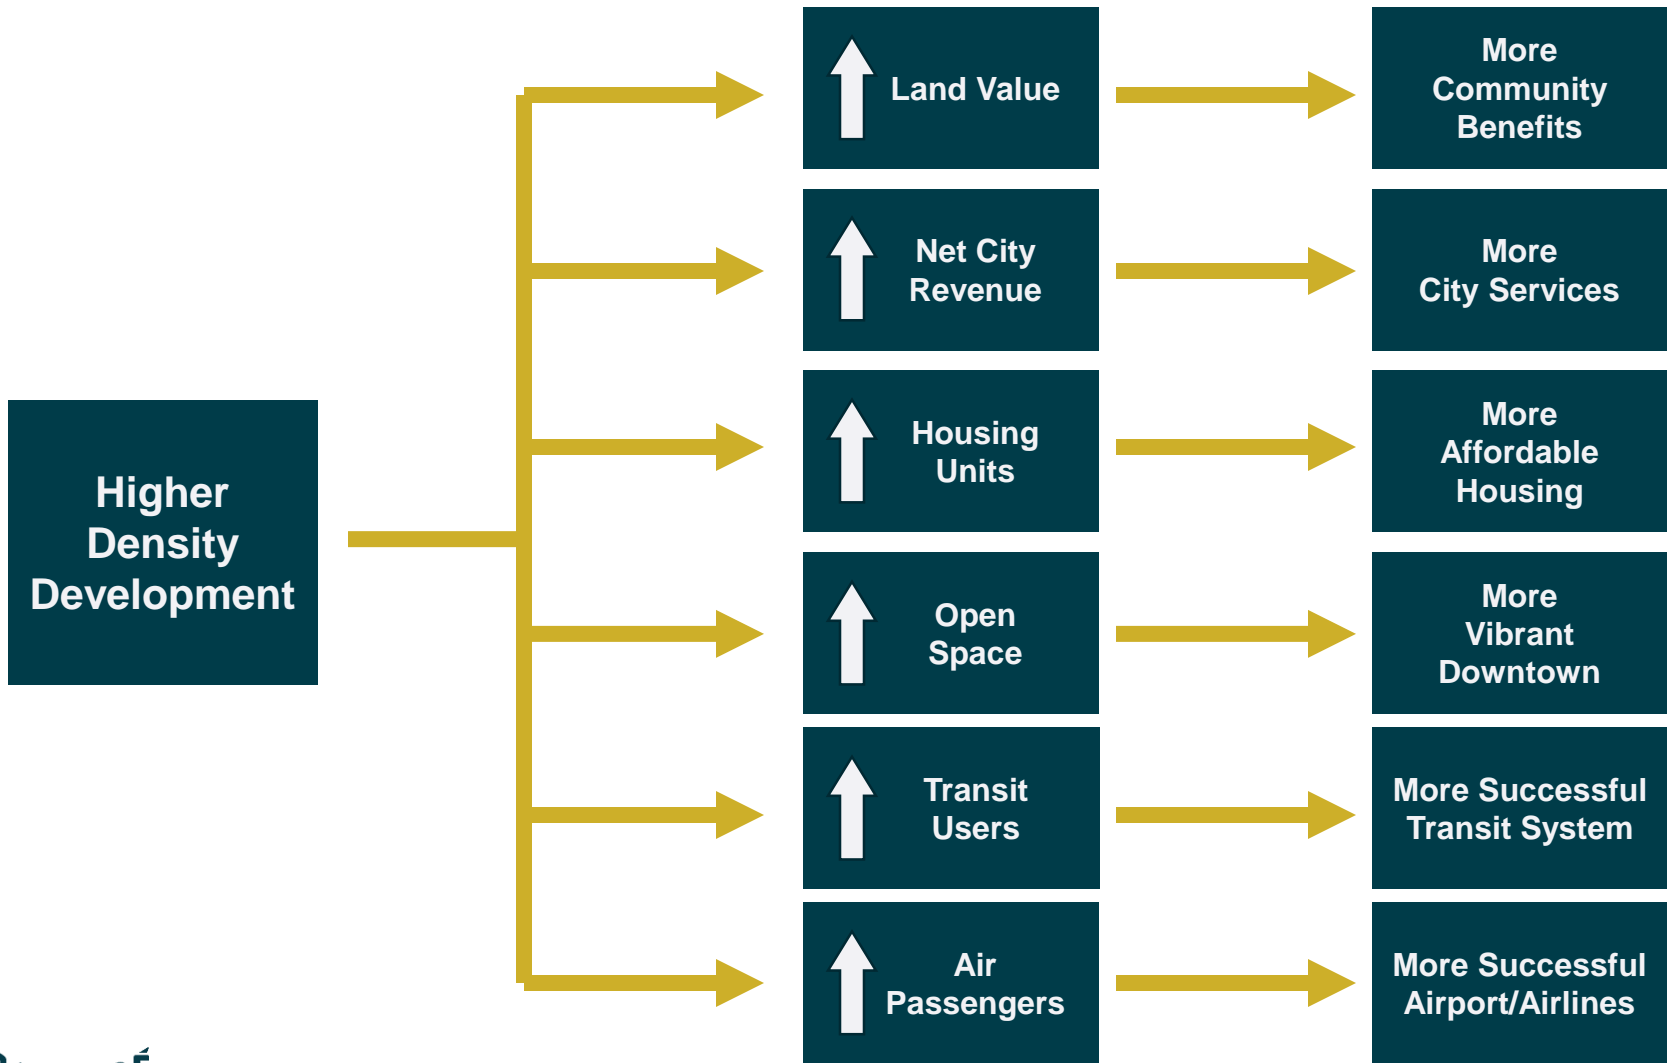 Higher
Density
Development
Land Value
More
Community
Benefits
Net City
Revenue
More
City Services
Housing
Units
More
Affordable
Housing
Open
Space
More
Vibrant
Downtown
Transit
Users
More Successful
Transit System
Air
Passengers
More Successful
Airport/Airlines